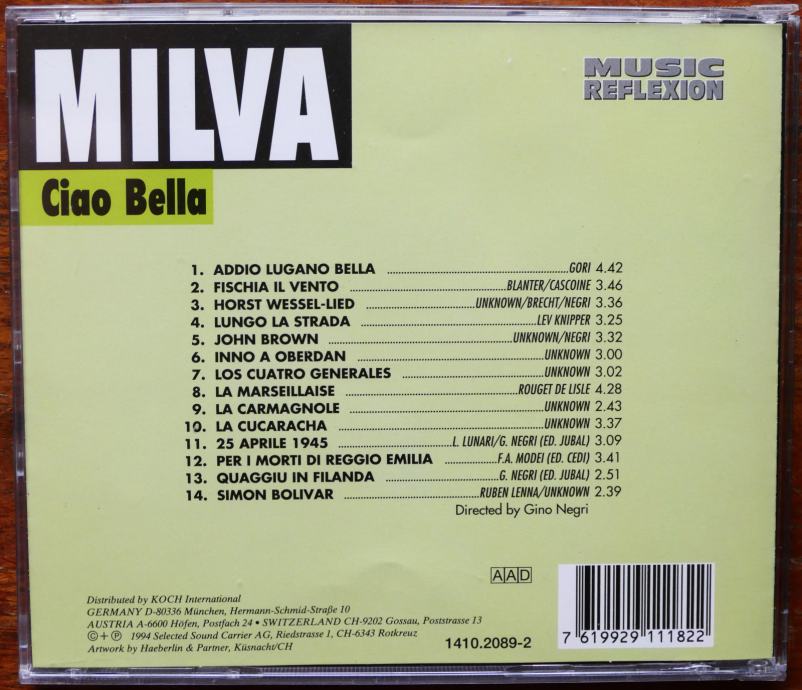 MILVA
MUSIC
REFLEXION
Ciao Bella
1. ADDIO LUGANO BELLA ........ GORI 4.42
2. FISCHIA IL VENTO ........ BLANTER/CASCOINE 3.46
3. HORST WESSEL-LIED ........ UNKNOWN/BRECHT/NEGRI 3.36
4. LUNGO LA STRADA ........ LEV KNIPPER 3.25
5. JOHN BROWN ........ UNKNOWN/NEGRI 3.32
6. INNO A OBERDAN ........ UNKNOWN 3.00
7. LOS CUATRO GENERALES ........ UNKNOWN 3.02
8. LA MARSEILLAISE ........ ROUGET DE LISLE 4.28
9. LA CARMAGNOLE ........ UNKNOWN 2.43
10. LA CUCARACHA ........ UNKNOWN 3.37
11. 25 APRILE 1945 ........ L. LUNARI/G. NEGRI (ED. JUBAL) 3.09
12. PER I MORTI DI REGGIO EMILIA ........ F.A. MODEI (ED. CEDI) 3.41
13. QUAGGIU IN FILANDA ........ G. NEGRI (ED. JUBAL) 2.51
14. SIMON BOLIVAR ........ RUBEN LENNA/UNKNOWN 2.39
Directed by Gino Negri
AAD
Distributed by KOCH International
GERMANY D-80336 München, Hermann-Schmid-Straße 10
AUSTRIA A-6600 Höfen, Postfach 24 • SWITZERLAND CH-9202 Gossau, Poststrasse 13
©+℗ 1994 Selected Sound Carrier AG, Riedstrasse 1, CH-6343 Rotkreuz
Artwork by Haeberlin & Partner, Küsnacht/CH
1410.2089-2
7 619929 111822